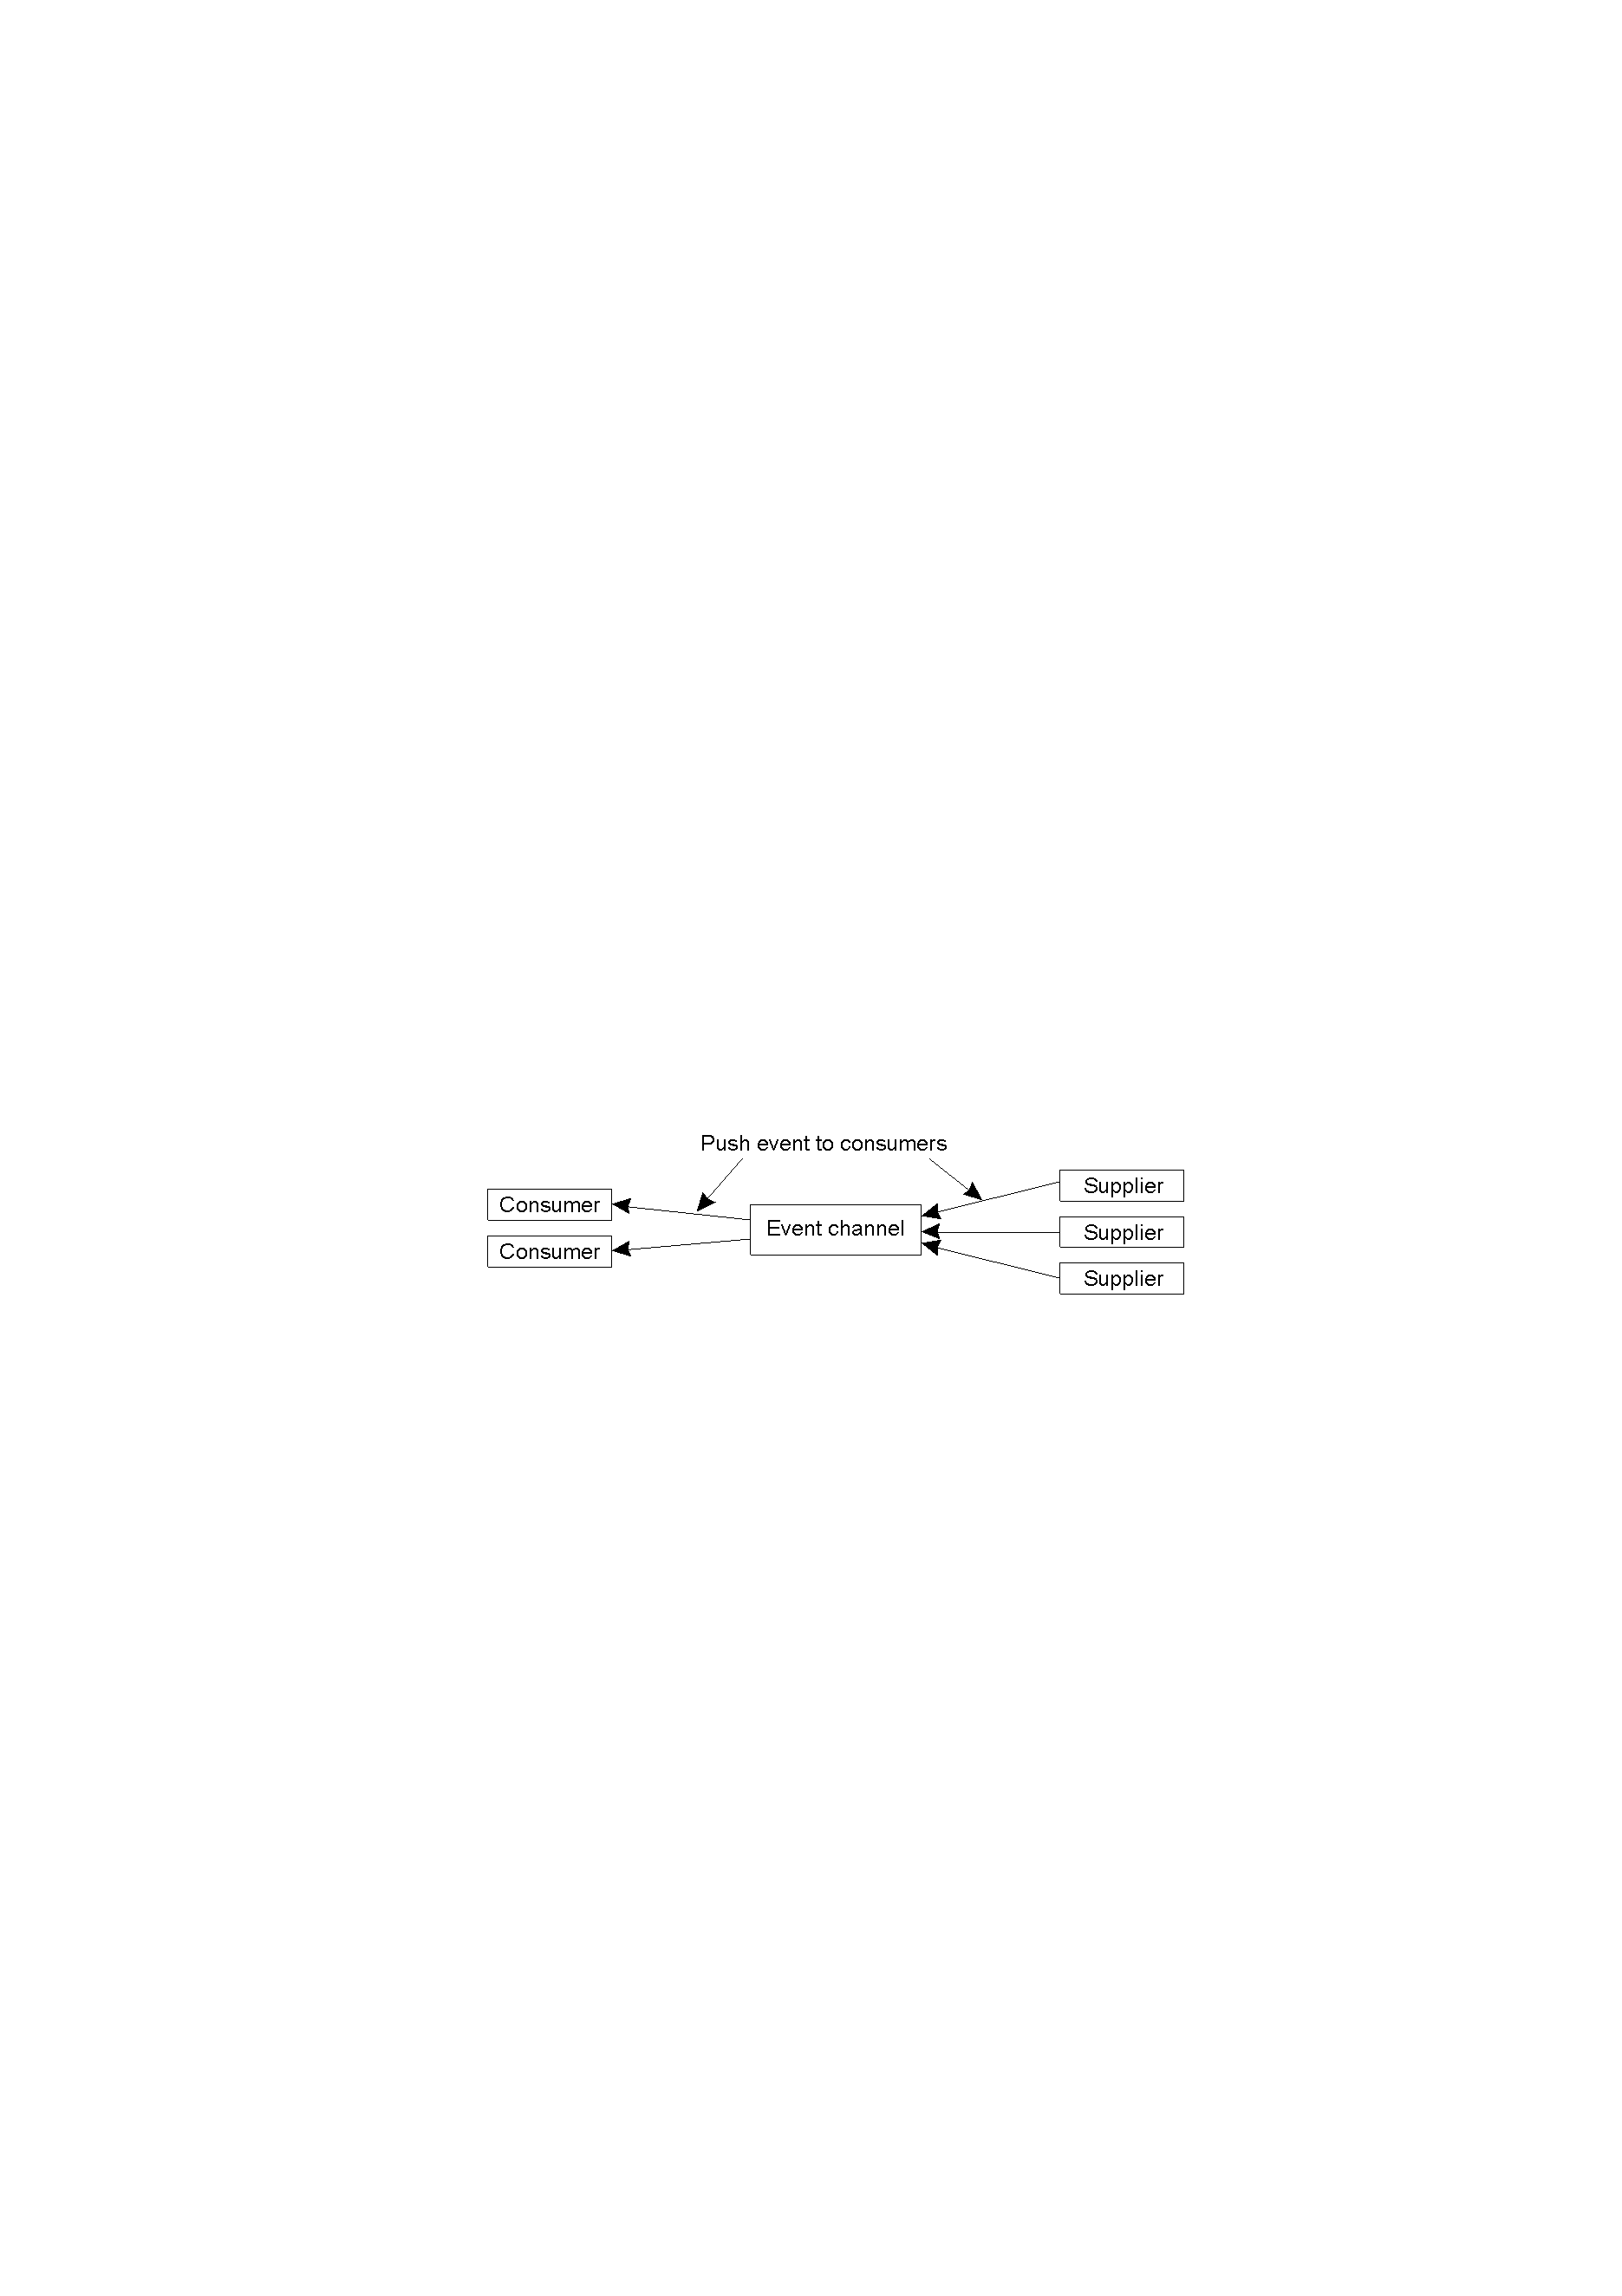 Push event to consumers
Supplier
Consumer
Event channel
Supplier
Consumer
Supplier